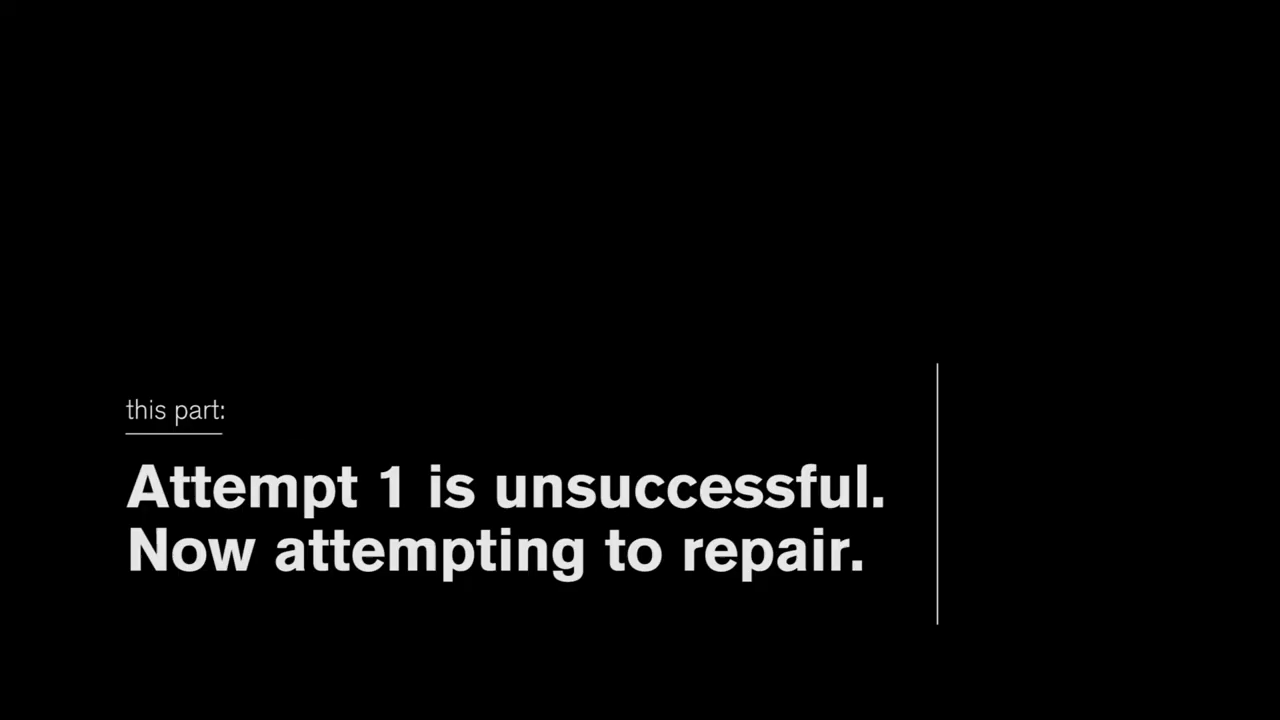 this part:
Attempt 1 is unsuccessful.
Now attempting to repair.